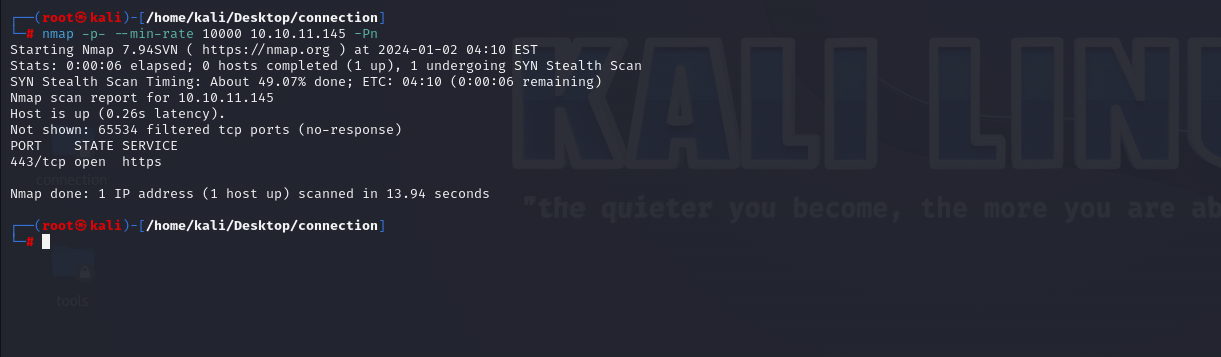 ┌──(root㉿kali)-[/home/kali/Desktop/connection]
└─# nmap -p- --min-rate 10000 10.10.11.145 -Pn
Starting Nmap 7.94SVN ( https://nmap.org ) at 2024-01-02 04:10 EST
Stats: 0:00:06 elapsed; 0 hosts completed (1 up), 1 undergoing SYN Stealth Scan
SYN Stealth Scan Timing: About 49.07% done; ETC: 04:10 (0:00:06 remaining)
Nmap scan report for 10.10.11.145
Host is up (0.26s latency).
Not shown: 65534 filtered tcp ports (no-response)
PORT    STATE SERVICE
443/tcp open  https
Nmap done: 1 IP address (1 host up) scanned in 13.94 seconds
┌──(root㉿kali)-[/home/kali/Desktop/connection]
└─#
KALI LINU
"the quieter you become, the more you are ab
connection
tools